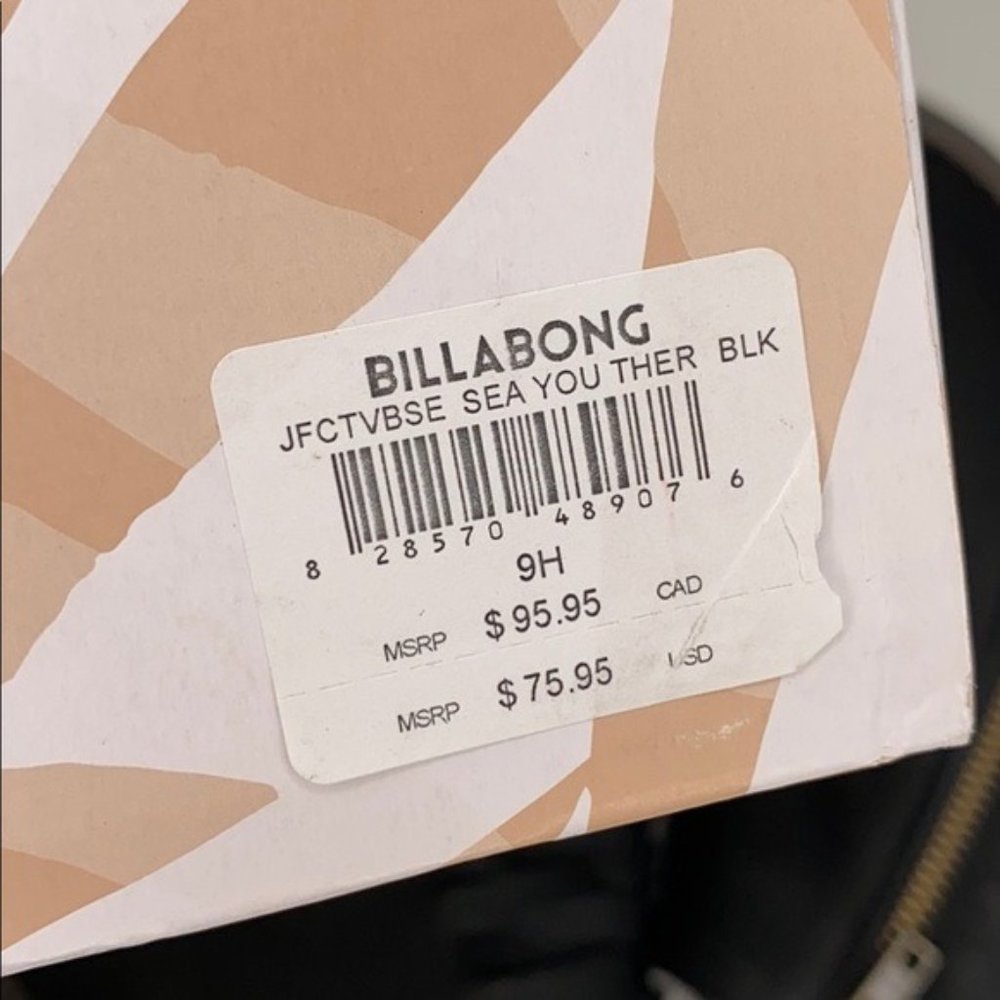 BILLABONG
JFCTVBSE SEA YOU THER BLK
8 28570 48907 6
9H
MSRP $95.95 CAD
MSRP $75.95 USD